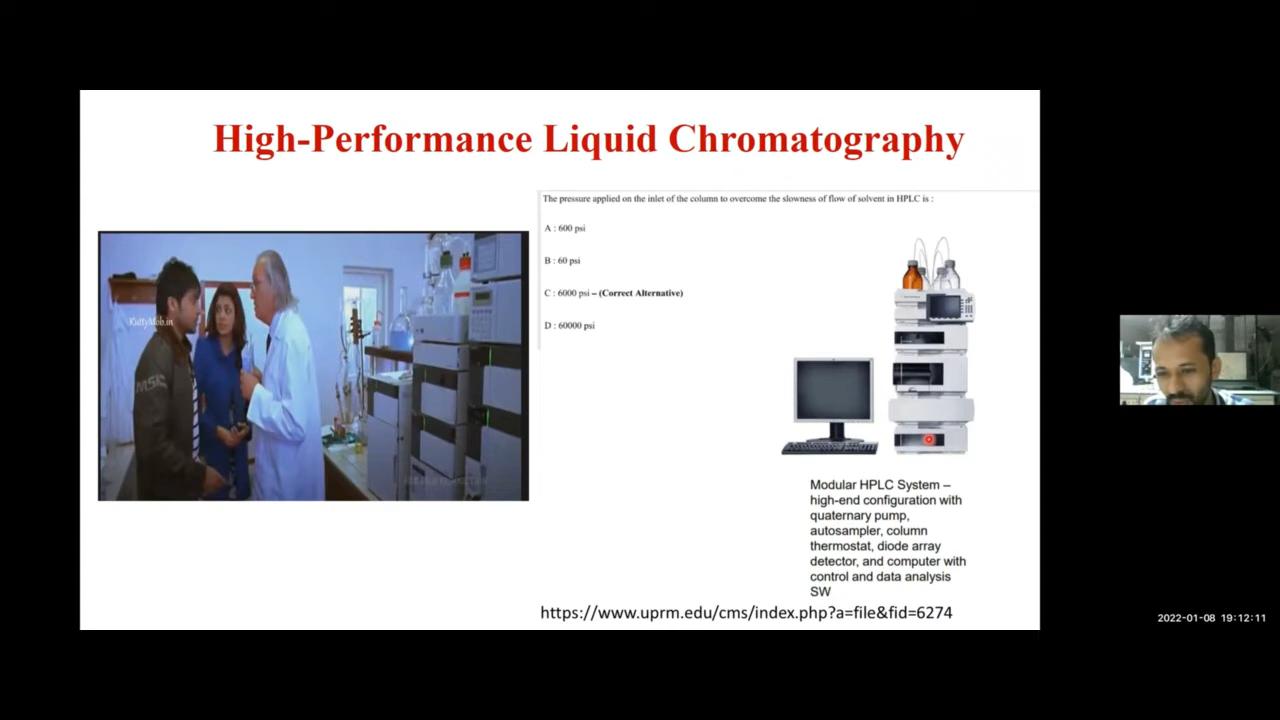 High-Performance Liquid Chromatography
The pressure applied on the inlet of the column to overcome the slowness of flow of solvent in HPLC is :
A : 600 psi
B : 60 psi
C : 6000 psi – (Correct Alternative)
D : 60000 psi
KuttyMob.in
MSK
Modular HPLC System –
high-end configuration with
quaternary pump,
autosampler, column
thermostat, diode array
detector, and computer with
control and data analysis
SW
https://www.uprm.edu/cms/index.php?a=file&fid=6274
2022-01-08 19:12:11